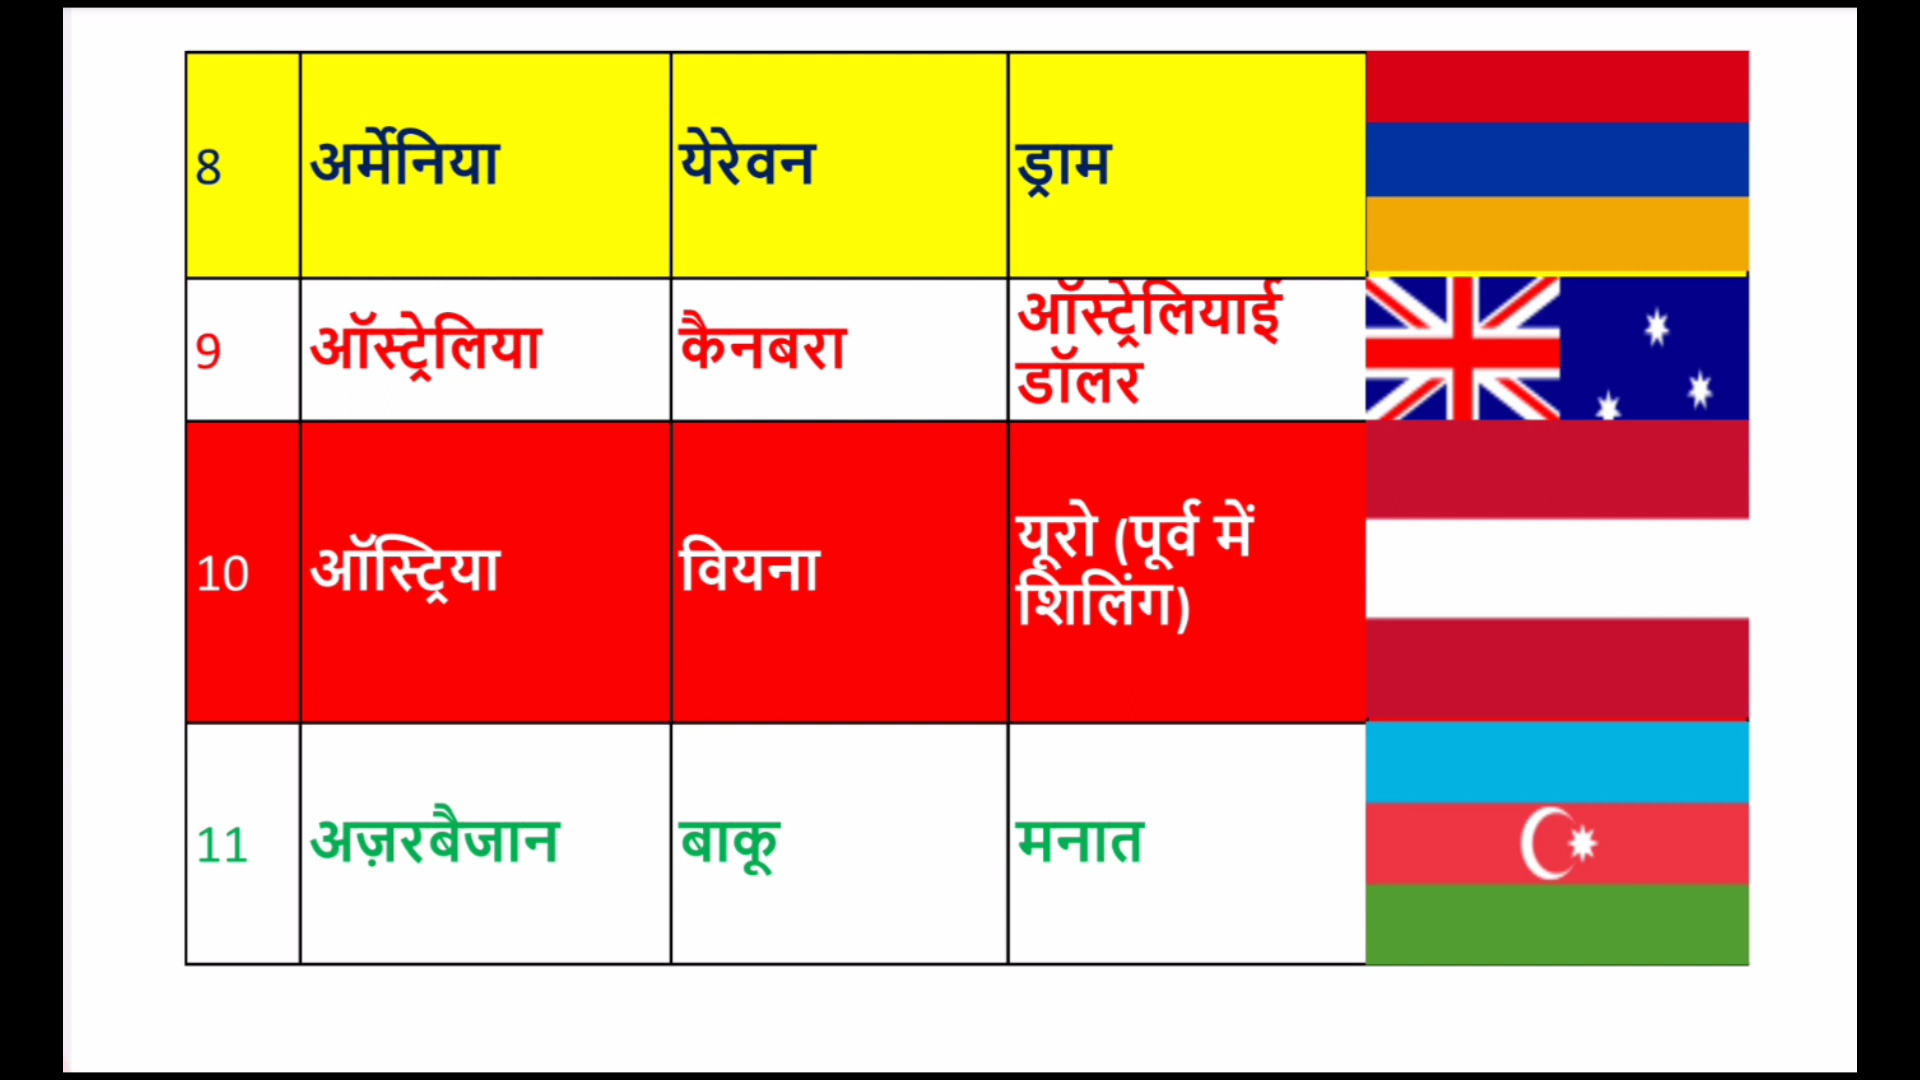 8 अर्मेनिया येरेवन ड्राम
9 ऑस्ट्रेलिया कैनबरा ऑस्ट्रेलियाई
डॉलर
10 ऑस्ट्रिया वियना यूरो (पूर्व में
शिलिंग)
11 अज़रबैजान बाकू मनात